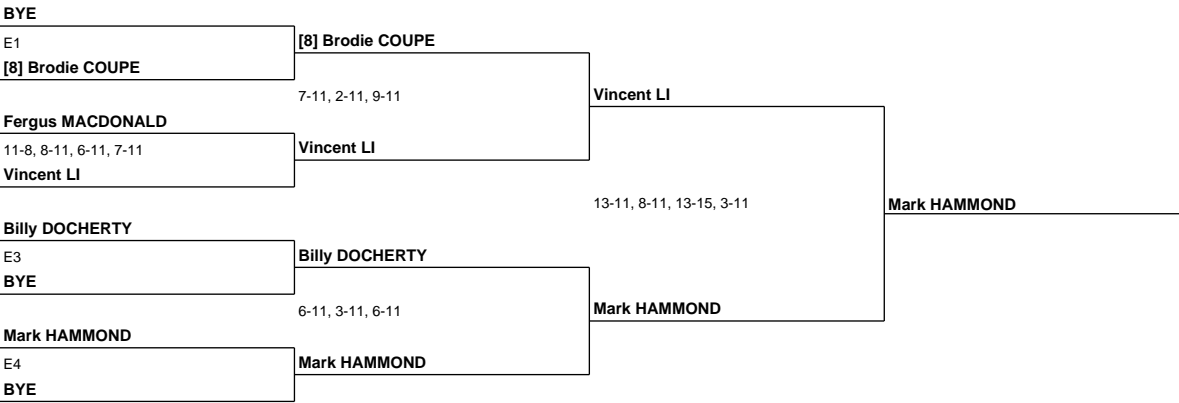 BYE
E1
[8] Brodie COUPE
[8] Brodie COUPE
7-11, 2-11, 9-11
Vincent LI
Fergus MACDONALD
11-8, 8-11, 6-11, 7-11
Vincent LI
Vincent LI
13-11, 8-11, 13-15, 3-11
Mark HAMMOND
Billy DOCHERTY
E3
BYE
Billy DOCHERTY
6-11, 3-11, 6-11
Mark HAMMOND
Mark HAMMOND
E4
BYE
Mark HAMMOND